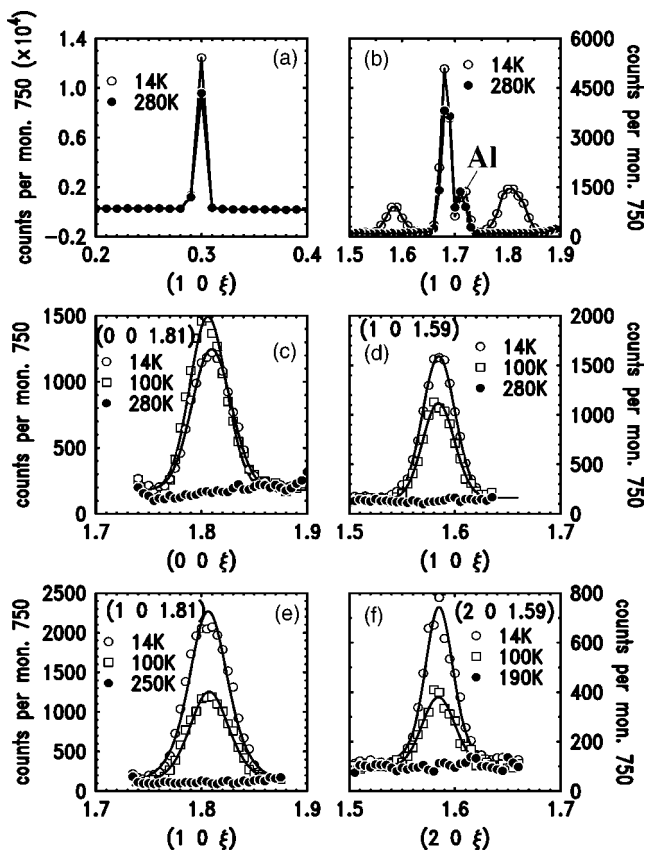 1.4
1.0
0.6
0.2
−0.2
counts per mon. 750 (×10⁴)
(a)
14K
280K
0.2
0.3
0.4
(1 0 ξ)
6000
4500
3000
1500
0
counts per mon. 750
(b)
14K
280K
Al
1.5
1.6
1.7
1.8
1.9
(1 0 ξ)
1500
1000
500
0
counts per mon. 750
(0 0 1.81)
(c)
14K
100K
280K
1.7
1.8
1.9
(0 0 ξ)
2000
1500
1000
500
0
counts per mon. 750
(1 0 1.59)
(d)
14K
100K
280K
1.5
1.6
1.7
(1 0 ξ)
2500
2000
1500
1000
500
0
counts per mon. 750
(1 0 1.81)
(e)
14K
100K
250K
1.7
1.8
1.9
(1 0 ξ)
800
600
400
200
0
counts per mon. 750
(2 0 1.59)
(f)
14K
100K
190K
1.5
1.6
1.7
(2 0 ξ)